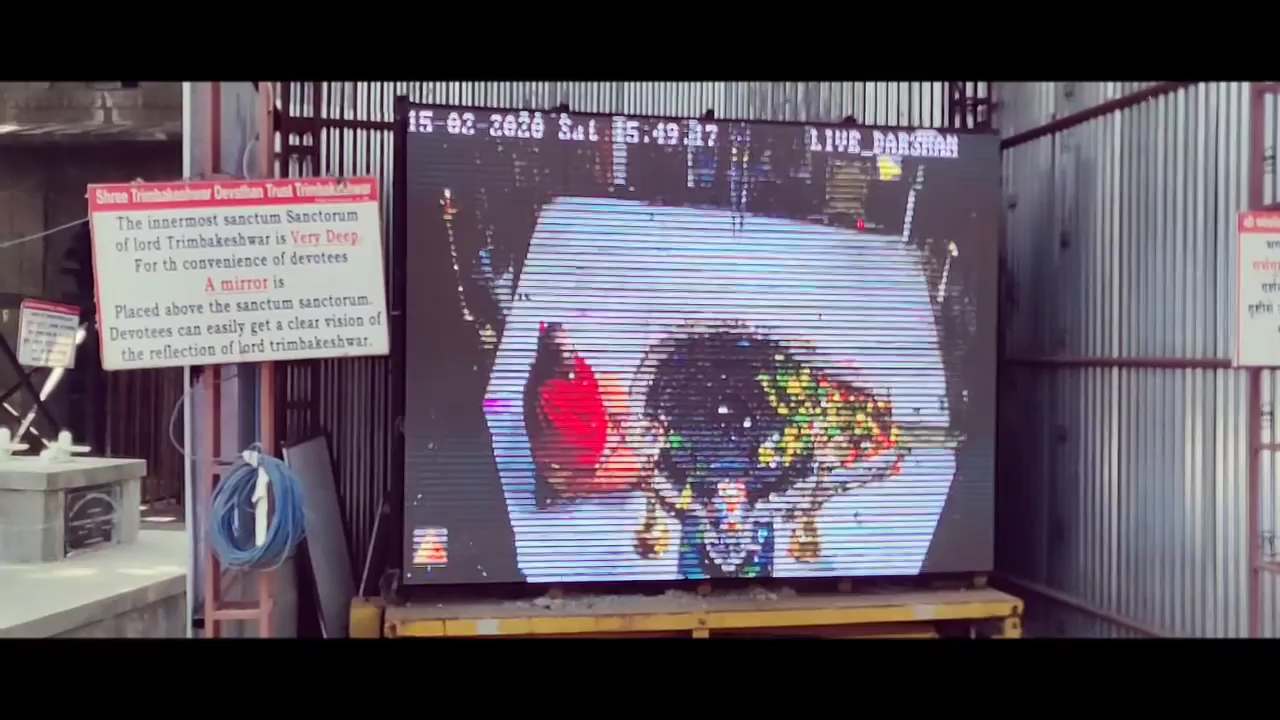 Shree Trimbakeshwar Devsthan Trust Trimbakeshwar
The innermost sanctum Sanctorum
of lord Trimbakeshwar is Very Deep.
For th convenience of devotees
A mirror is
Placed above the sanctum sanctorum.
Devotees can easily get a clear vision of
the reflection of lord trimbakeshwar.
15-02-2020 Sat 15:49:17
LIVE_DARSHAN